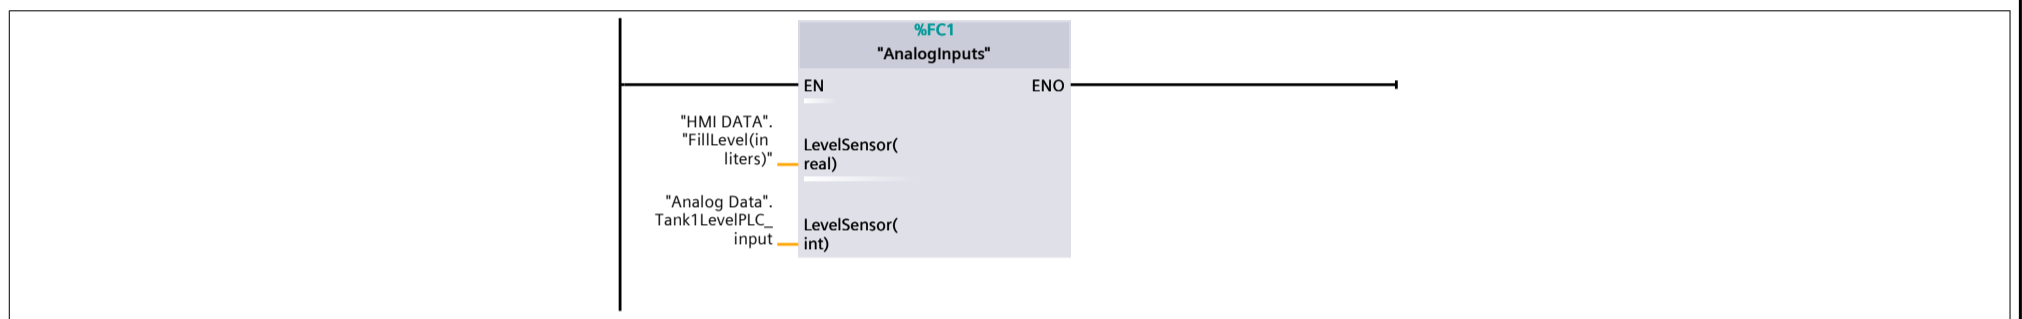 %FC1
"AnalogInputs"
EN
ENO
"HMI DATA".
"FillLevel(in
liters)"
LevelSensor(
real)
"Analog Data".
Tank1LevelPLC_
input
LevelSensor(
int)